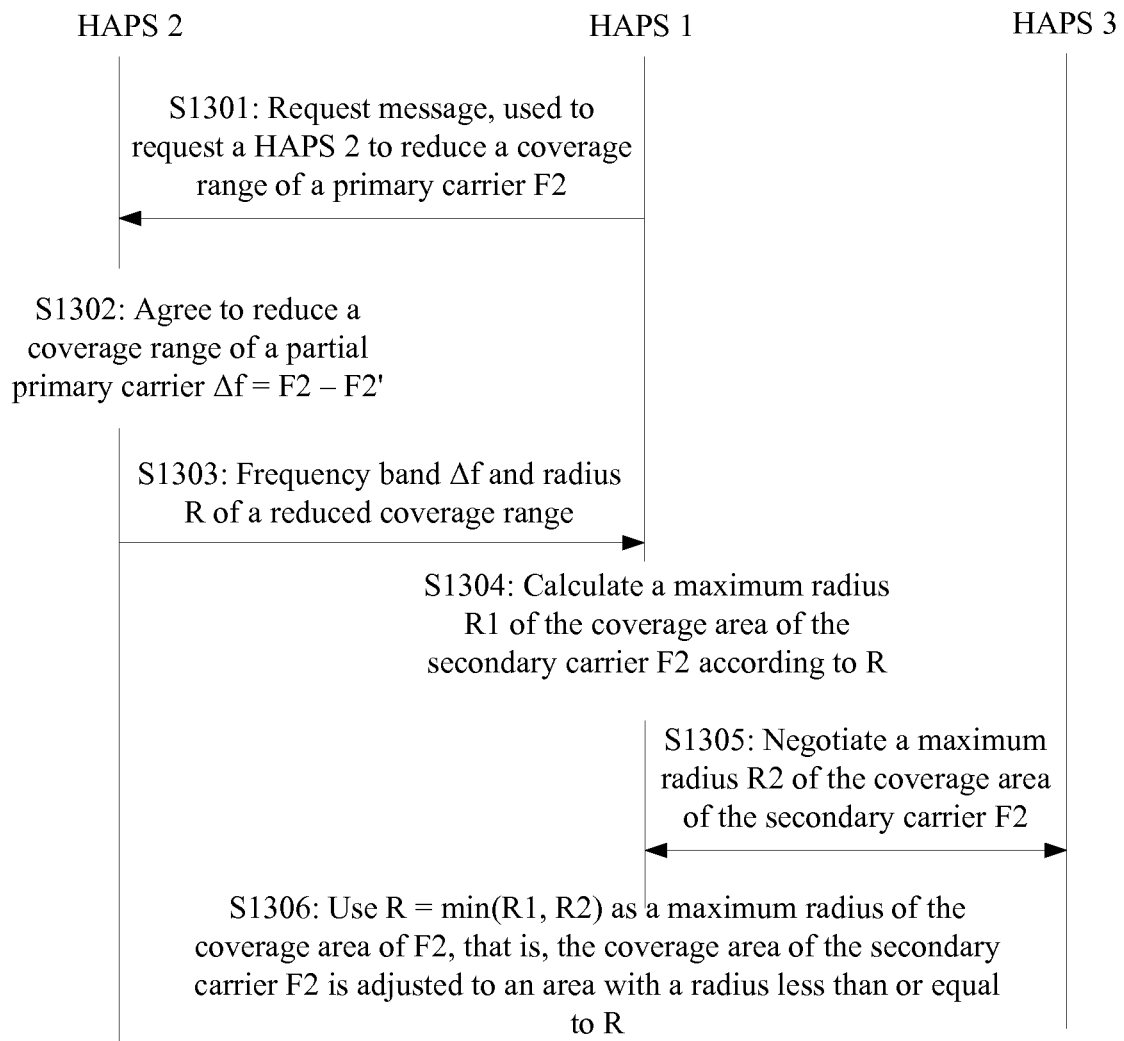 HAPS 2
HAPS 1
HAPS 3
S1301: Request message, used to
request a HAPS 2 to reduce a coverage
range of a primary carrier F2
S1302: Agree to reduce a
coverage range of a partial
primary carrier Δf = F2 – F2'
S1303: Frequency band Δf and radius
R of a reduced coverage range
S1304: Calculate a maximum radius
R1 of the coverage area of the
secondary carrier F2 according to R
S1305: Negotiate a maximum
radius R2 of the coverage area
of the secondary carrier F2
S1306: Use R = min(R1, R2) as a maximum radius of the
coverage area of F2, that is, the coverage area of the secondary
carrier F2 is adjusted to an area with a radius less than or equal
to R